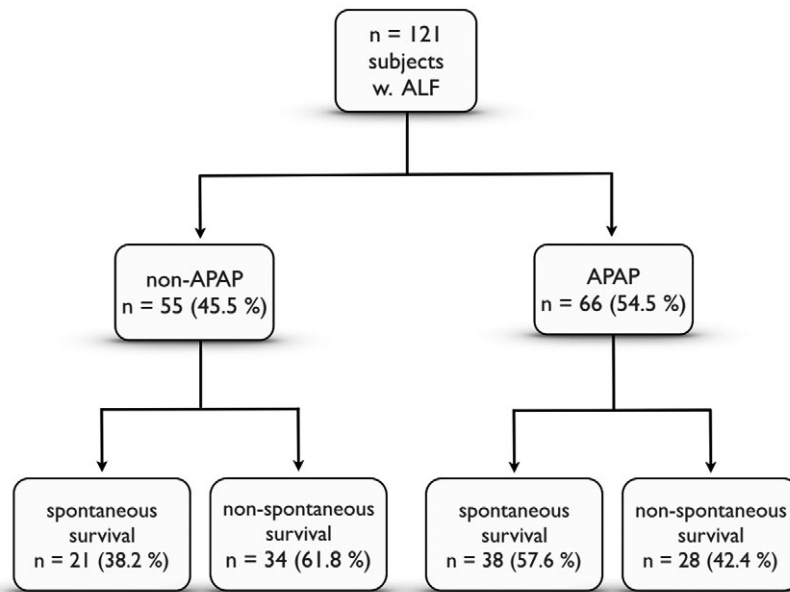 n = 121
subjects
w. ALF
non-APAP
n = 55 (45.5 %)
APAP
n = 66 (54.5 %)
spontaneous
survival
n = 21 (38.2 %)
non-spontaneous
survival
n = 34 (61.8 %)
spontaneous
survival
n = 38 (57.6 %)
non-spontaneous
survival
n = 28 (42.4 %)